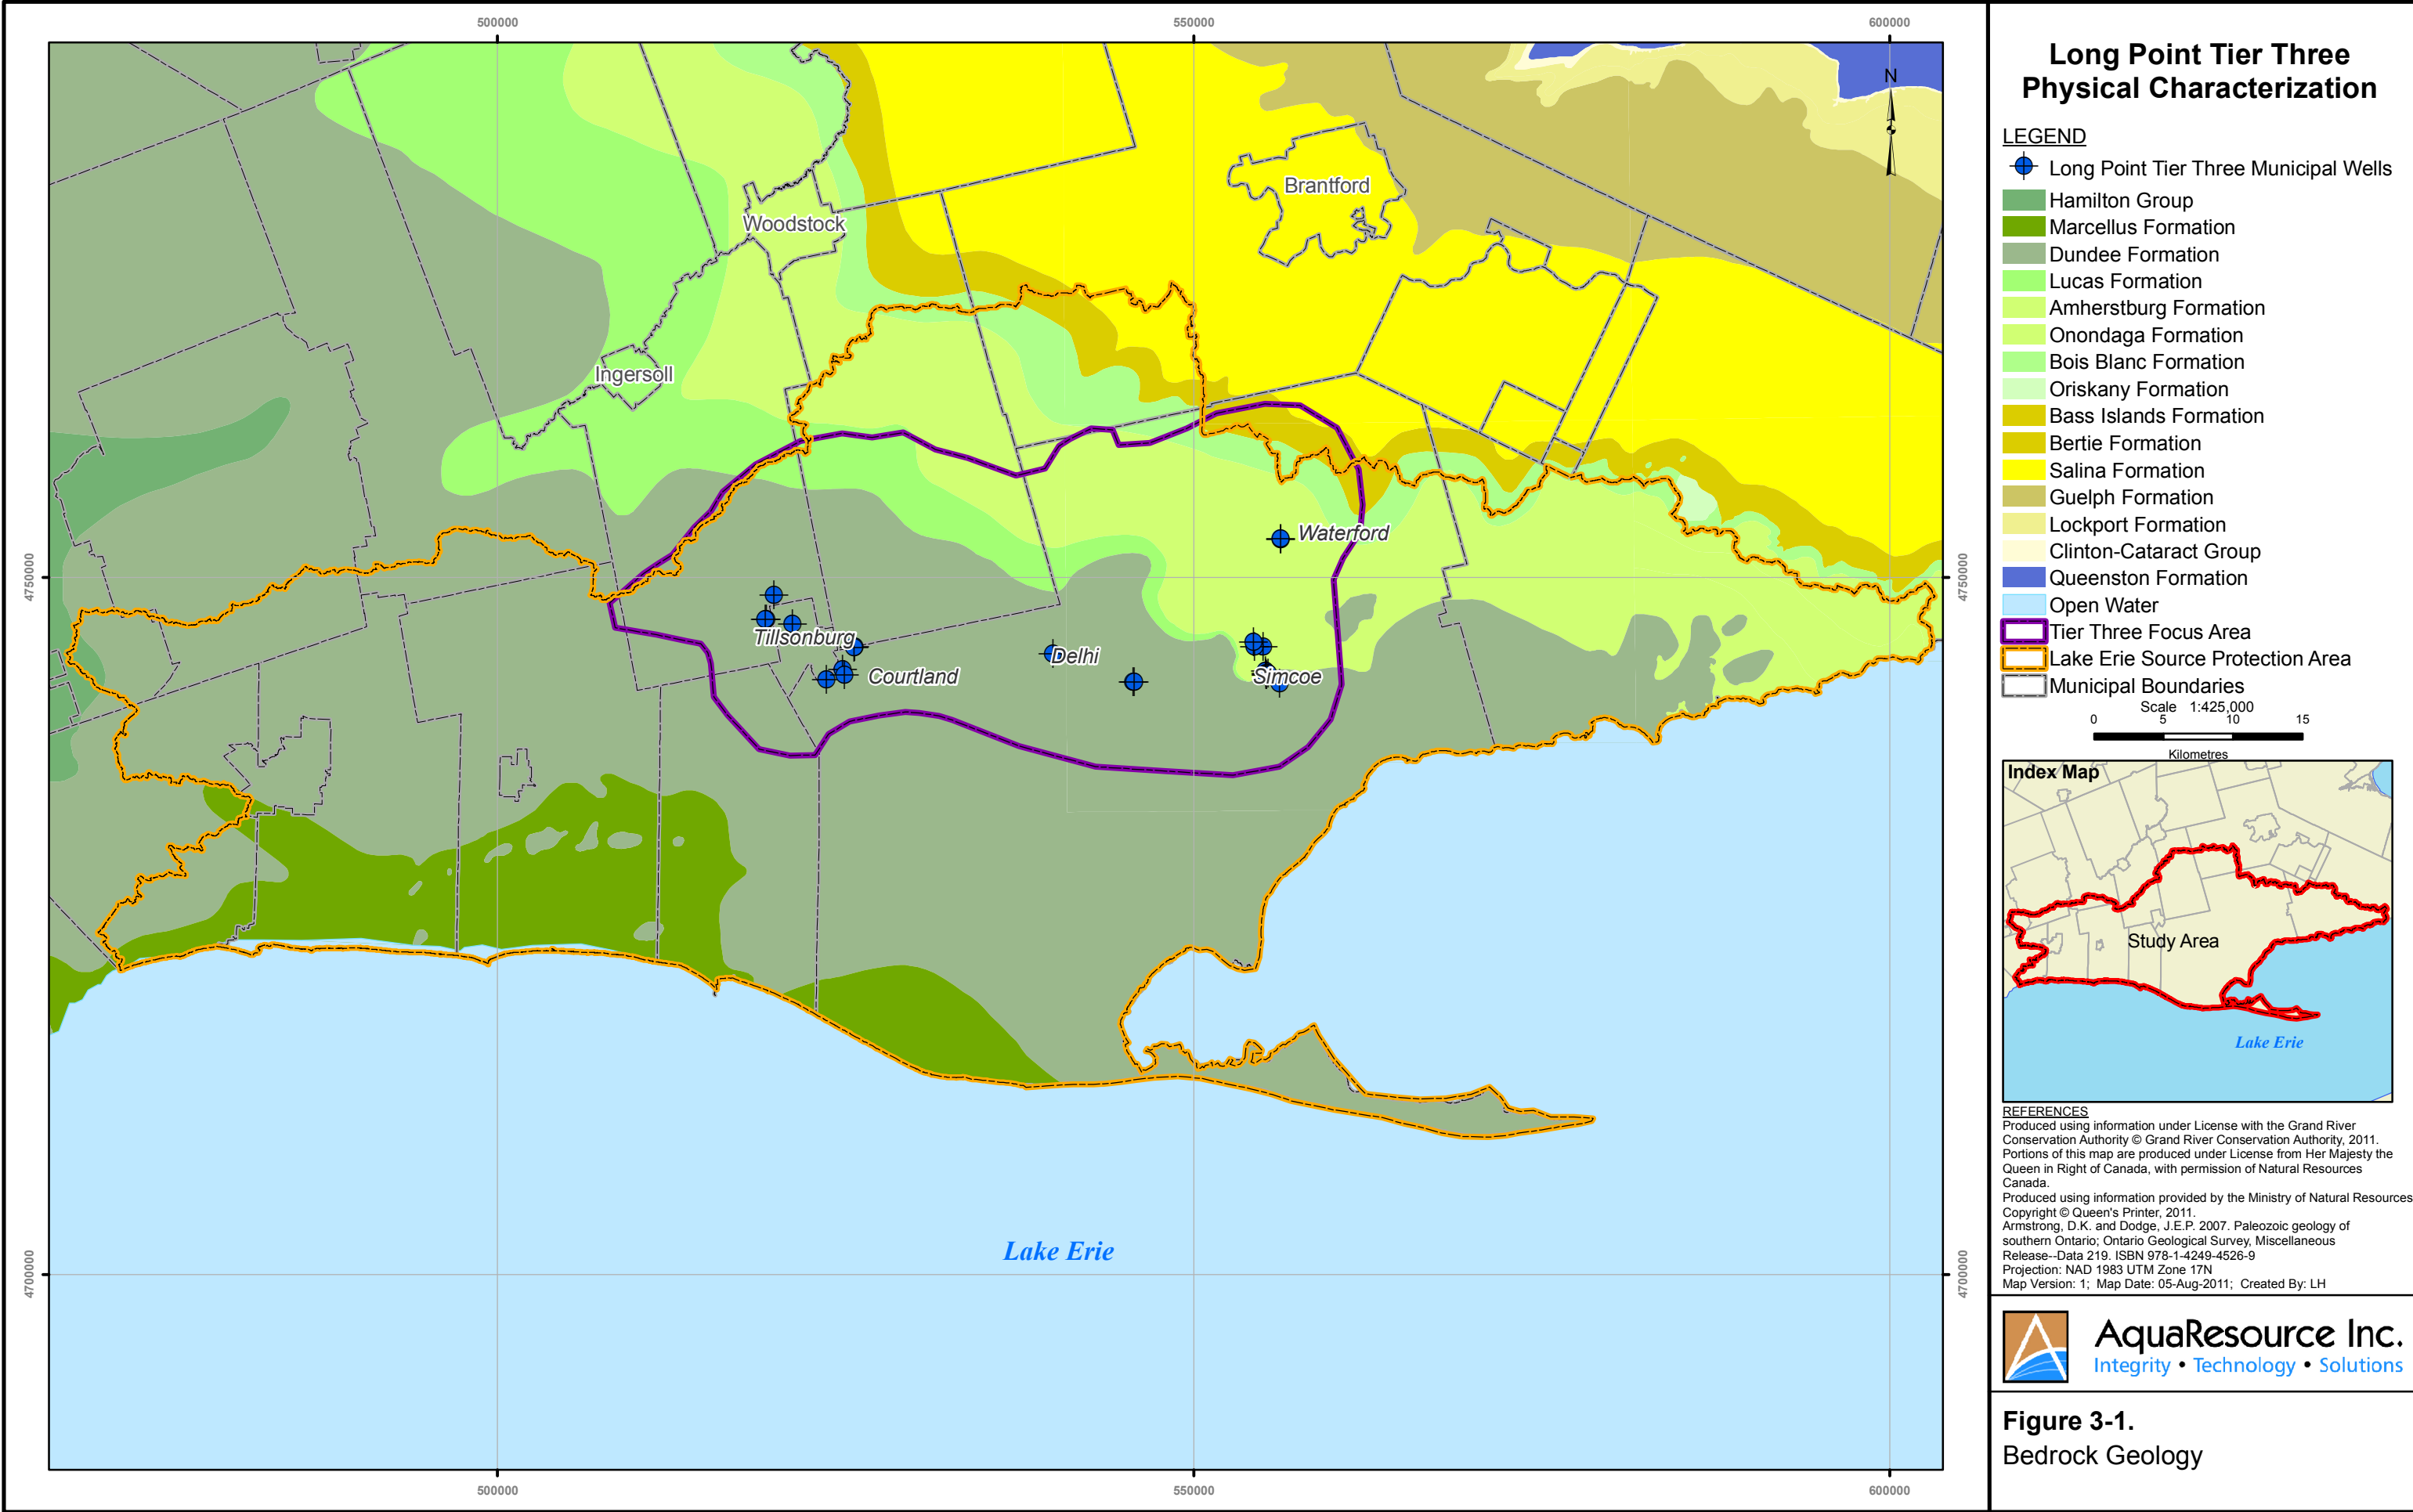 500000
550000
600000
4750000
4750000
4700000
4700000
500000
550000
600000
N
Brantford
Woodstock
Ingersoll
Waterford
Tillsonburg
Delhi
Courtland
Simcoe
Lake Erie
Long Point Tier Three
Physical Characterization
LEGEND
Long Point Tier Three Municipal Wells
Hamilton Group
Marcellus Formation
Dundee Formation
Lucas Formation
Amherstburg Formation
Onondaga Formation
Bois Blanc Formation
Oriskany Formation
Bass Islands Formation
Bertie Formation
Salina Formation
Guelph Formation
Lockport Formation
Clinton-Cataract Group
Queenston Formation
Open Water
Tier Three Focus Area
Lake Erie Source Protection Area
Municipal Boundaries
Scale 1:425,000
0 5 10 15
Kilometres
Index Map
Study Area
Lake Erie
REFERENCES
Produced using information under License with the Grand River
Conservation Authority © Grand River Conservation Authority, 2011.
Portions of this map are produced under License from Her Majesty the
Queen in Right of Canada, with permission of Natural Resources
Canada.
Produced using information provided by the Ministry of Natural Resources
Copyright © Queen's Printer, 2011.
Armstrong, D.K. and Dodge, J.E.P. 2007. Paleozoic geology of
southern Ontario; Ontario Geological Survey, Miscellaneous
Release--Data 219. ISBN 978-1-4249-4526-9
Projection: NAD 1983 UTM Zone 17N
Map Version: 1; Map Date: 05-Aug-2011; Created By: LH
AquaResource Inc.
Integrity • Technology • Solutions
Figure 3-1.
Bedrock Geology